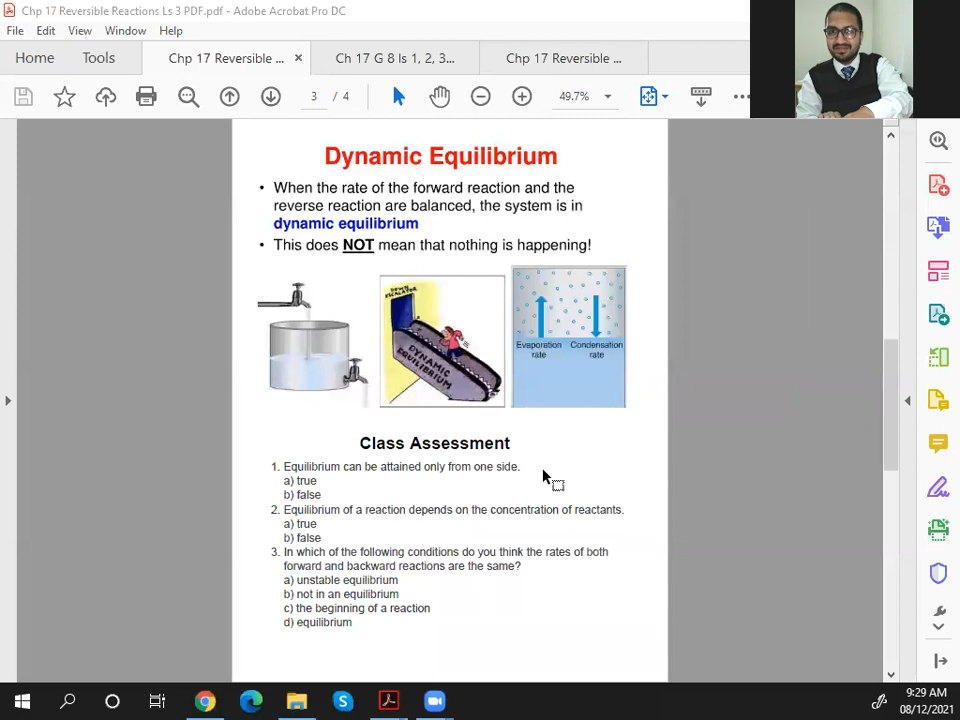 Chp 17 Reversible Reactions Ls 3 PDF.pdf - Adobe Acrobat Pro DC
File Edit View Window Help
Home Tools Chp 17 Reversible ... × Ch 17 G 8 ls 1, 2, 3... Chp 17 Reversible ...
3 / 4 49.7%
Dynamic Equilibrium
• When the rate of the forward reaction and the
reverse reaction are balanced, the system is in
dynamic equilibrium
• This does NOT mean that nothing is happening!
DOWN
ESCALATOR
DYNAMIC
EQUILIBRIUM
Evaporation
rate
Condensation
rate
Class Assessment
1. Equilibrium can be attained only from one side.
a) true
b) false
2. Equilibrium of a reaction depends on the concentration of reactants.
a) true
b) false
3. In which of the following conditions do you think the rates of both
forward and backward reactions are the same?
a) unstable equilibrium
b) not in an equilibrium
c) the beginning of a reaction
d) equilibrium
9:29 AM
08/12/2021